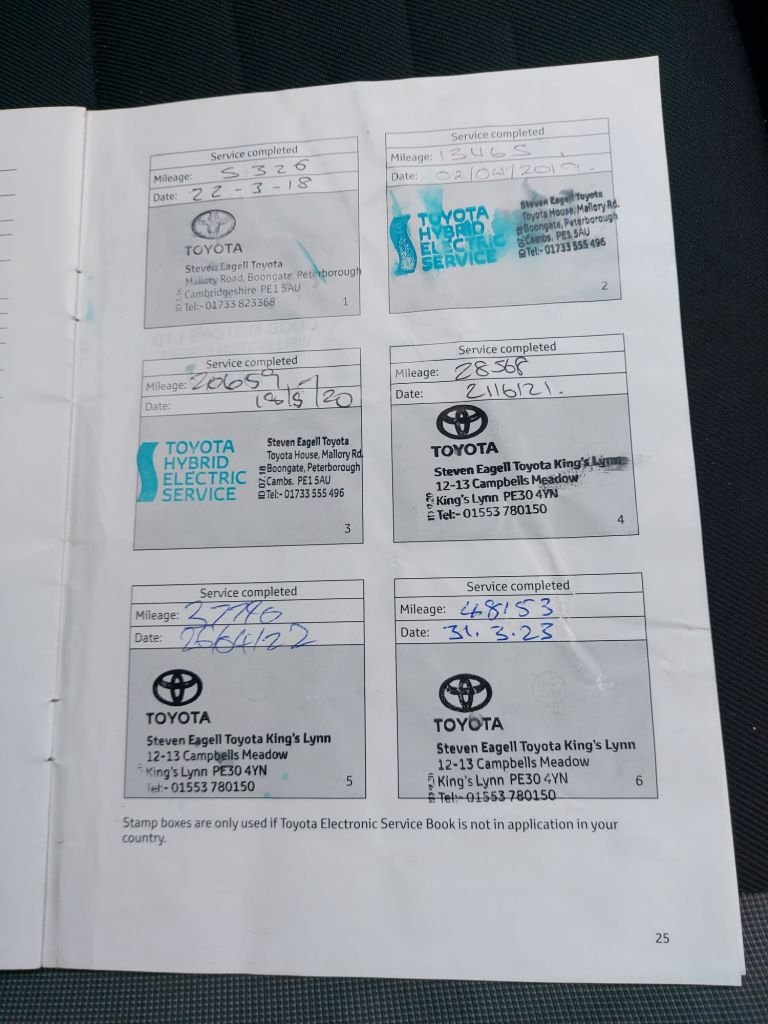 Service completed
Mileage: 5326
Date: 22-3-18
TOYOTA
Steven Eagell Toyota
Mallory Road, Boongate, Peterborough
Cambridgeshire PE1 5AU
Tel:- 01733 823368
1
Service completed
Mileage: 13465
Date: 02/04/2019.
TOYOTA
HYBRID
ELECTRIC
SERVICE
Steven Eagell Toyota
Toyota House, Mallory Rd.
Boongate, Peterborough
Cambs. PE1 5AU
Tel:- 01733 555 496
2
Service completed
Mileage: 20659
Date:
TOYOTA
HYBRID
ELECTRIC
SERVICE
Steven Eagell Toyota
Toyota House, Mallory Rd.
Boongate, Peterborough
Cambs. PE1 5AU
Tel:- 01733 555 496
ID 07.18
3
Service completed
Mileage: 28568
Date: 21/6/21.
TOYOTA
Steven Eagell Toyota King's Lynn
12-13 Campbells Meadow
King's Lynn PE30 4YN
Tel:- 01553 780150
4
Service completed
Mileage:
Date:
TOYOTA
Steven Eagell Toyota King's Lynn
12-13 Campbells Meadow
King's Lynn PE30 4YN
Tel:- 01553 780150
5
Service completed
Mileage: 48153
Date: 31.3.23
TOYOTA
Steven Eagell Toyota King's Lynn
12-13 Campbells Meadow
King's Lynn PE30 4YN
Tel:- 01553 780150
6
Stamp boxes are only used if Toyota Electronic Service Book is not in application in your
country.
25